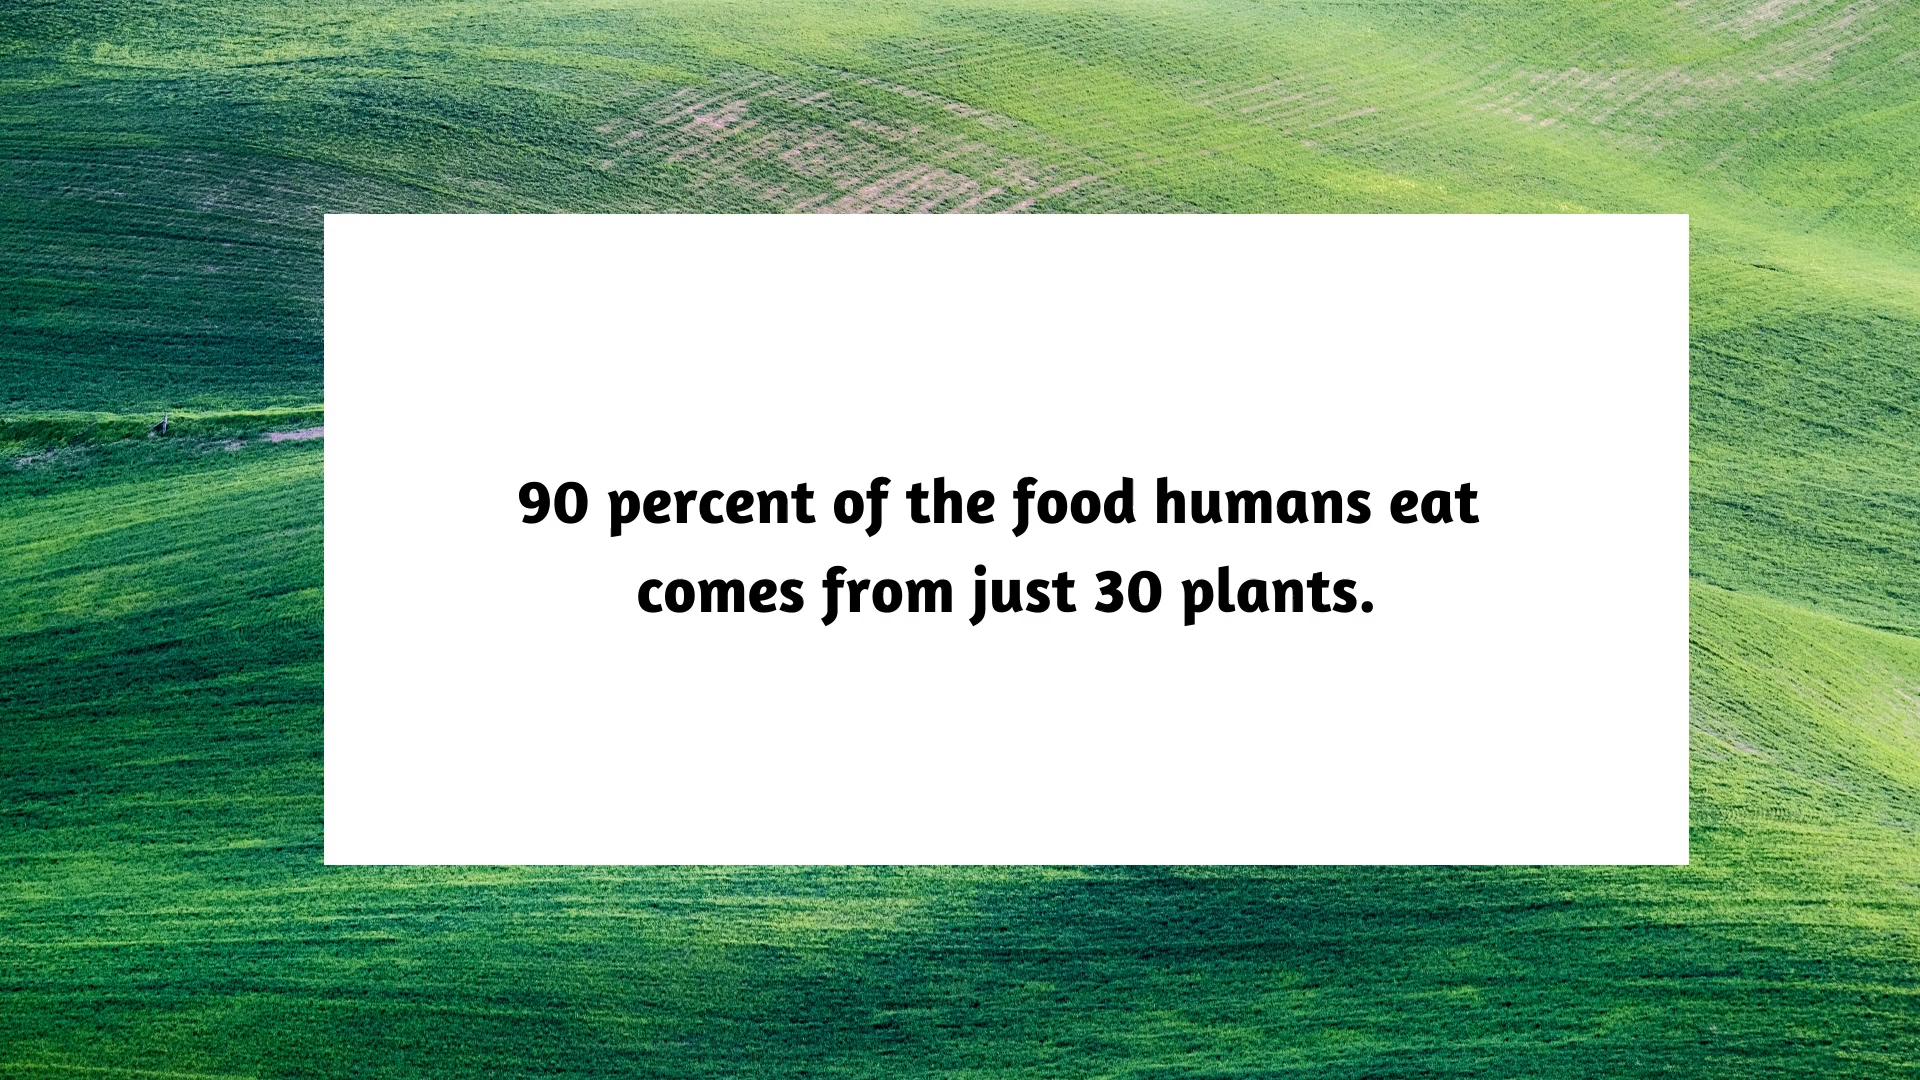 90 percent of the food humans eat
comes from just 30 plants.